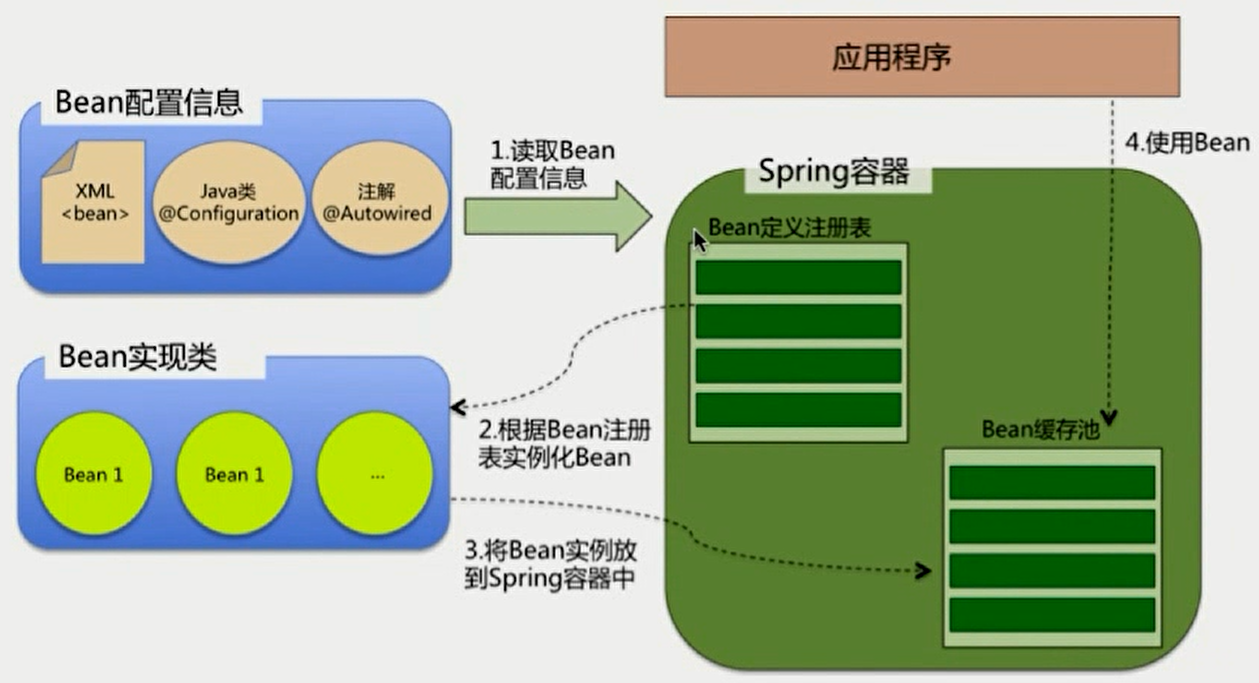 应用程序
Bean配置信息
XML
<bean>
Java类
@Configuration
注解
@Autowired
1.读取Bean
配置信息
4.使用Bean
Spring容器
Bean定义注册表
Bean实现类
Bean 1
Bean 1
...
2.根据Bean注册
表实例化Bean
Bean缓存池
3.将Bean实例放
到Spring容器中